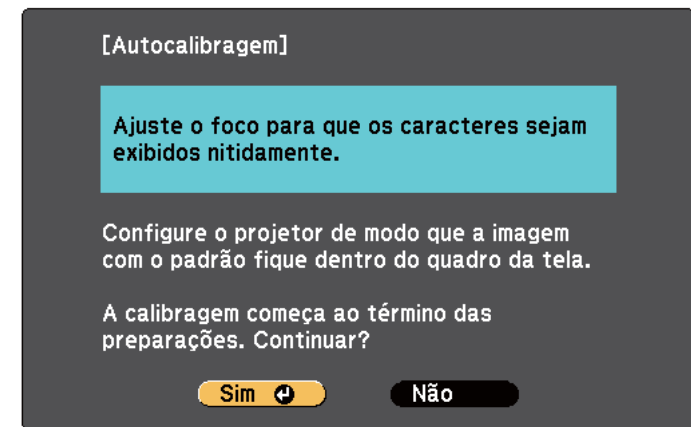 [Autocalibragem]
Ajuste o foco para que os caracteres sejam
exibidos nitidamente.
Configure o projetor de modo que a imagem
com o padrão fique dentro do quadro da tela.
A calibragem começa ao término das
preparações. Continuar?
Sim
Não